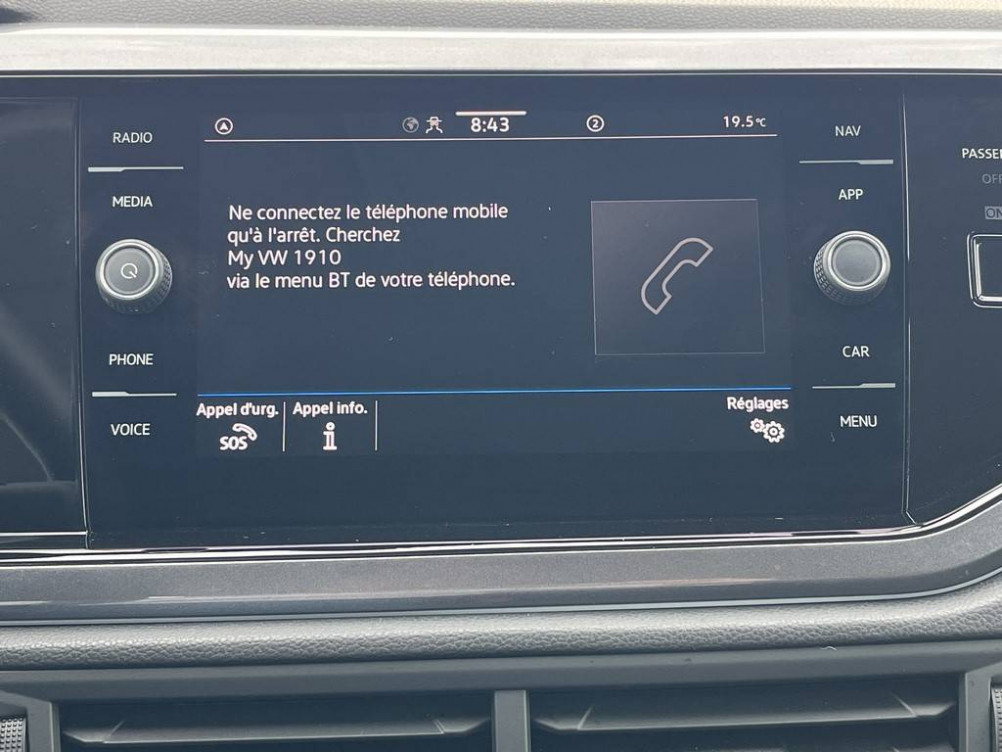 RADIO
MEDIA
PHONE
VOICE
8:43
2
19.5°C
Ne connectez le téléphone mobile
qu'à l'arrêt. Cherchez
My VW 1910
via le menu BT de votre téléphone.
Appel d'urg.
SOS
Appel info.
i
Réglages
NAV
APP
CAR
MENU
PASSE
OF
ON